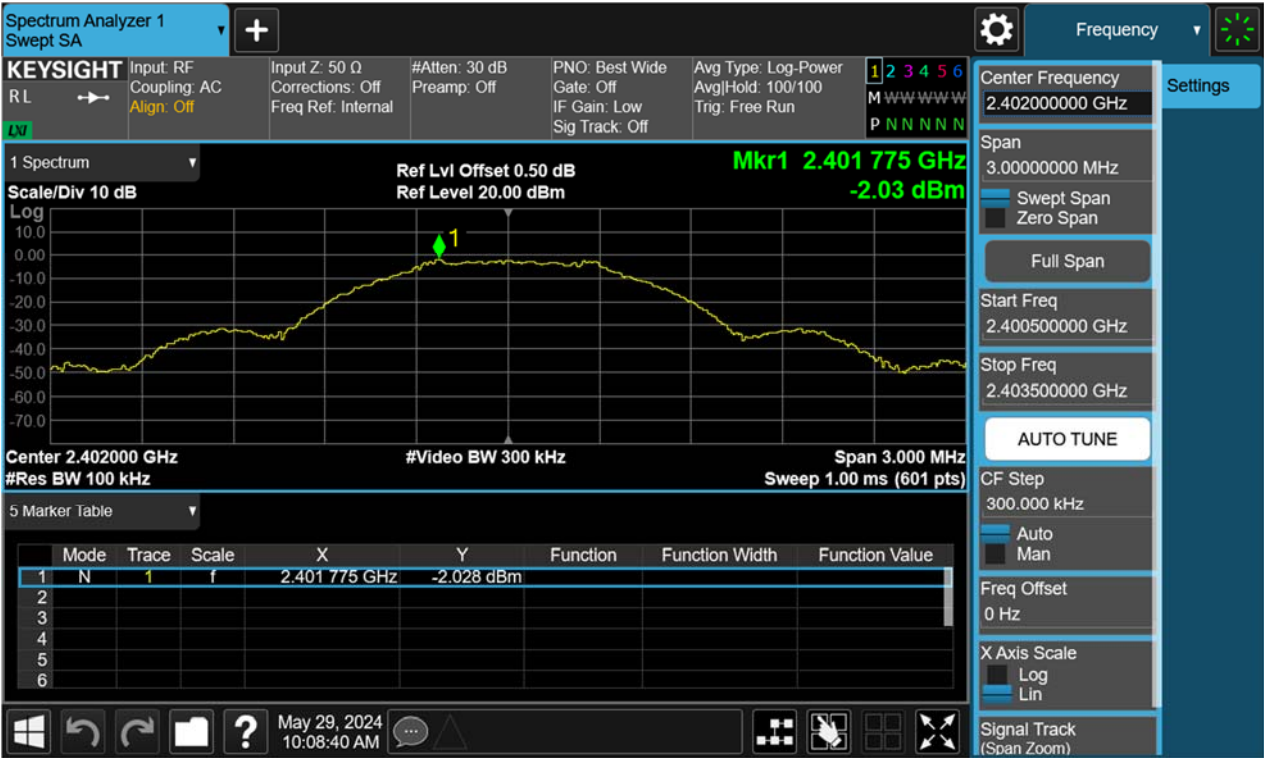 Spectrum Analyzer 1
Swept SA
Frequency
KEYSIGHT
R L
LXI
Input: RF
Coupling: AC
Align: Off
Input Z: 50 Ω
Corrections: Off
Freq Ref: Internal
#Atten: 30 dB
Preamp: Off
PNO: Best Wide
Gate: Off
IF Gain: Low
Sig Track: Off
Avg Type: Log-Power
Avg|Hold: 100/100
Trig: Free Run
1 2 3 4 5 6
M W W W W W
P N N N N N
1 Spectrum
Scale/Div 10 dB
Ref Lvl Offset 0.50 dB
Ref Level 20.00 dBm
Mkr1 2.401 775 GHz
-2.03 dBm
Log
10.0
0.00
-10.0
-20.0
-30.0
-40.0
-50.0
-60.0
-70.0
1
Center 2.402000 GHz
#Res BW 100 kHz
#Video BW 300 kHz
Span 3.000 MHz
Sweep 1.00 ms (601 pts)
5 Marker Table
Mode Trace Scale X Y Function Function Width Function Value
1 N 1 f 2.401 775 GHz -2.028 dBm
2
3
4
5
6
May 29, 2024
10:08:40 AM
Settings
Center Frequency
2.402000000 GHz
Span
3.00000000 MHz
Swept Span
Zero Span
Full Span
Start Freq
2.400500000 GHz
Stop Freq
2.403500000 GHz
AUTO TUNE
CF Step
300.000 kHz
Auto
Man
Freq Offset
0 Hz
X Axis Scale
Log
Lin
Signal Track
(Span Zoom)